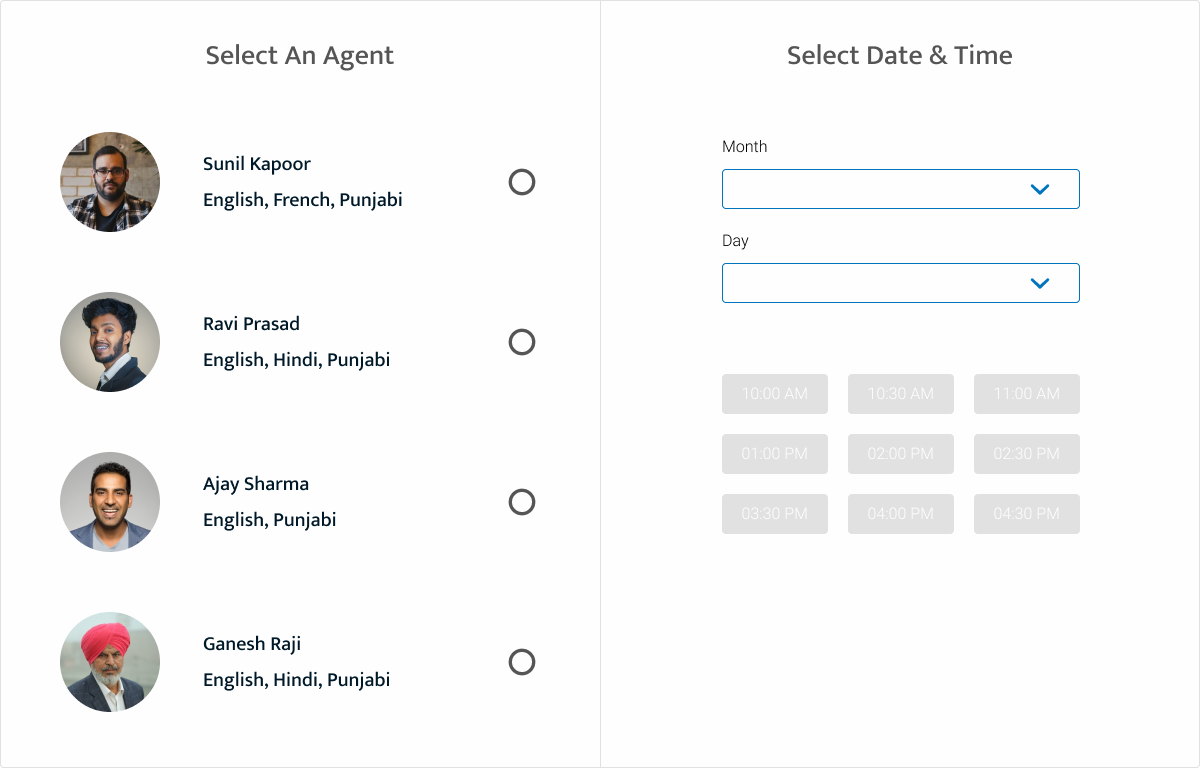 Select An Agent
Sunil Kapoor
English, French, Punjabi
Ravi Prasad
English, Hindi, Punjabi
Ajay Sharma
English, Punjabi
Ganesh Raji
English, Hindi, Punjabi
Select Date & Time
Month
Day
10:00 AM 10:30 AM 11:00 AM
01:00 PM 02:00 PM 02:30 PM
03:30 PM 04:00 PM 04:30 PM